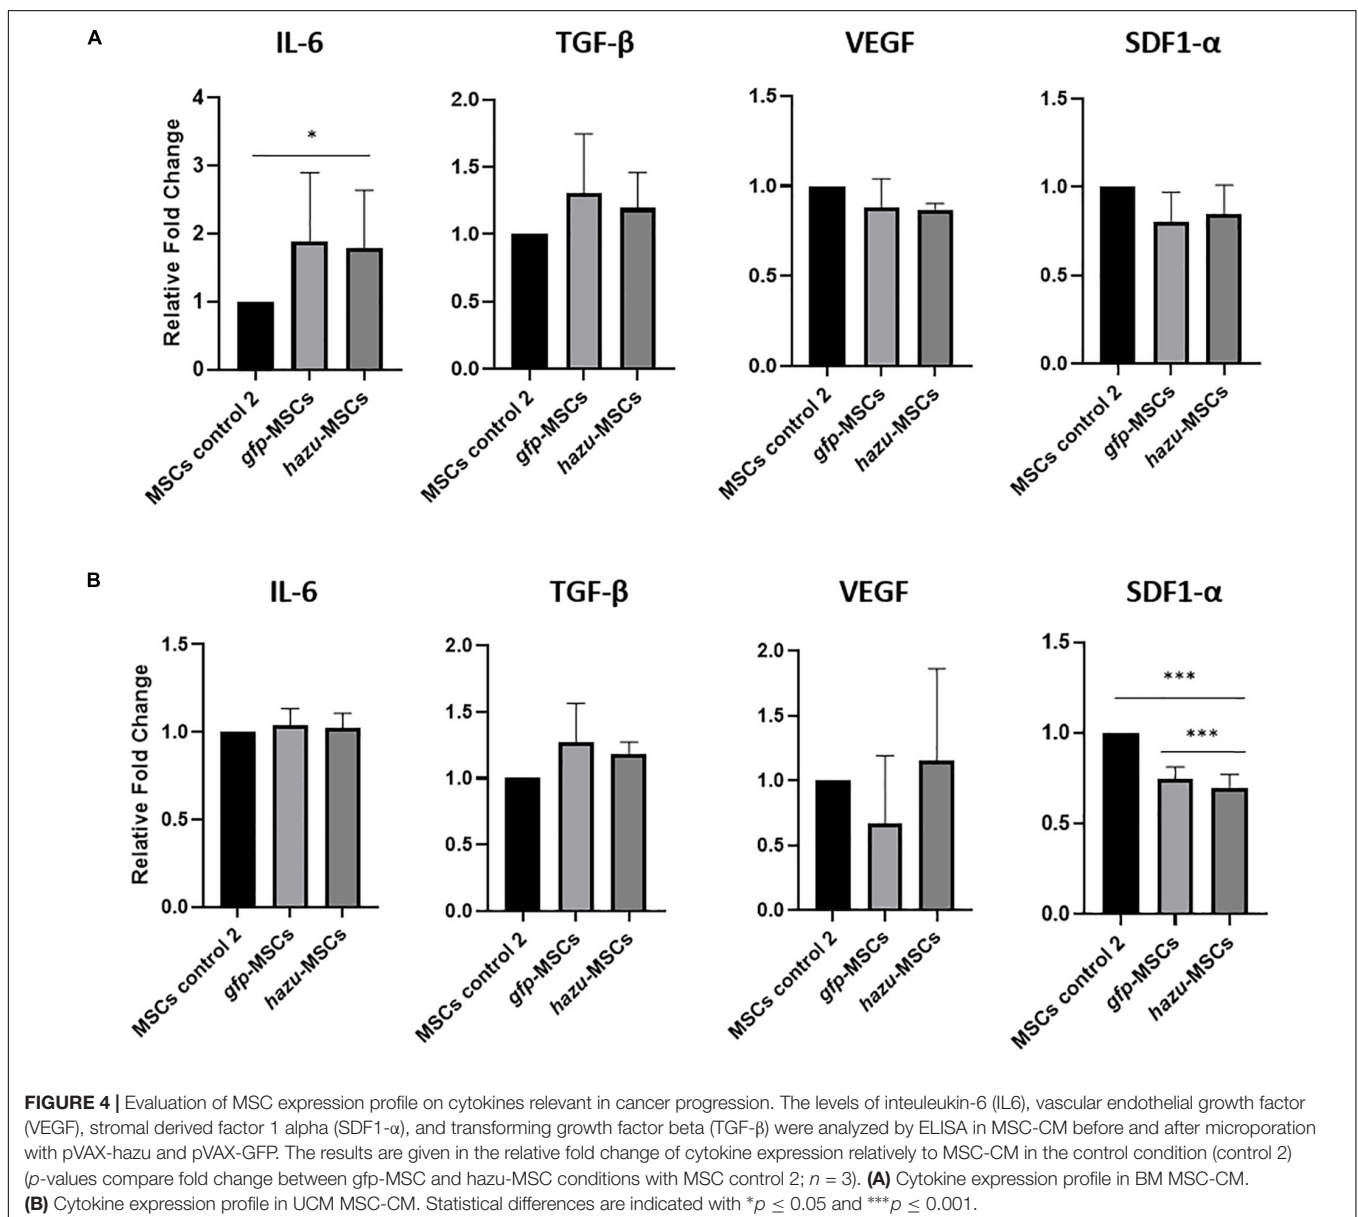 A
IL-6
TGF-β
VEGF
SDF1-α
Relative Fold Change
4
3
2
1
0
*
MSCs control 2
gfp-MSCs
hazu-MSCs
2.0
1.5
1.0
0.5
0.0
MSCs control 2
gfp-MSCs
hazu-MSCs
1.5
1.0
0.5
0.0
MSCs control 2
gfp-MSCs
hazu-MSCs
1.5
1.0
0.5
0.0
MSCs control 2
gfp-MSCs
hazu-MSCs
B
IL-6
TGF-β
VEGF
SDF1-α
Relative Fold Change
1.5
1.0
0.5
0.0
MSCs control 2
gfp-MSCs
hazu-MSCs
2.0
1.5
1.0
0.5
0.0
MSCs control 2
gfp-MSCs
hazu-MSCs
2.0
1.5
1.0
0.5
0.0
MSCs control 2
gfp-MSCs
hazu-MSCs
1.5
1.0
0.5
0.0
***
***
MSCs control 2
gfp-MSCs
hazu-MSCs
FIGURE 4 | Evaluation of MSC expression profile on cytokines relevant in cancer progression. The levels of inteuleukin-6 (IL6), vascular endothelial growth factor
(VEGF), stromal derived factor 1 alpha (SDF1-α), and transforming growth factor beta (TGF-β) were analyzed by ELISA in MSC-CM before and after microporation
with pVAX-hazu and pVAX-GFP. The results are given in the relative fold change of cytokine expression relatively to MSC-CM in the control condition (control 2)
(p-values compare fold change between gfp-MSC and hazu-MSC conditions with MSC control 2; n = 3). (A) Cytokine expression profile in BM MSC-CM.
(B) Cytokine expression profile in UCM MSC-CM. Statistical differences are indicated with *p ≤ 0.05 and ***p ≤ 0.001.